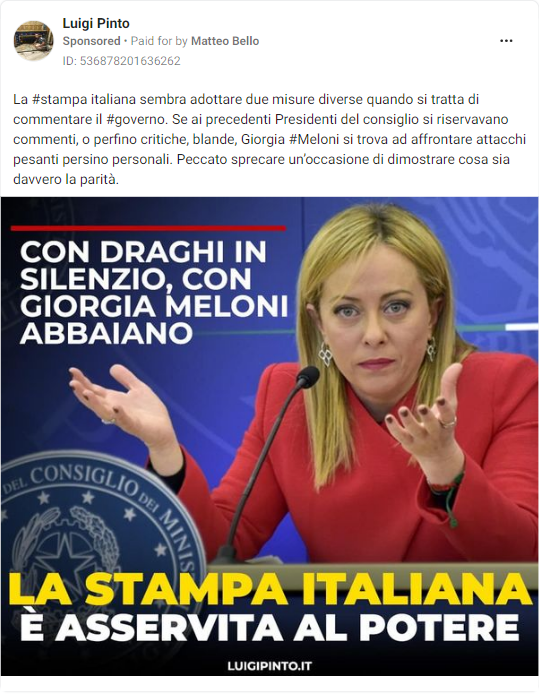 Luigi Pinto
Sponsored • Paid for by Matteo Bello
ID: 536878201636262
La #stampa italiana sembra adottare due misure diverse quando si tratta di
commentare il #governo. Se ai precedenti Presidenti del consiglio si riservavano
commenti, o perfino critiche, blande, Giorgia #Meloni si trova ad affrontare attacchi
pesanti persino personali. Peccato sprecare un’occasione di dimostrare cosa sia
davvero la parità.
CON DRAGHI IN
SILENZIO, CON
GIORGIA MELONI
ABBAIANO
DEL CONSIGLIO DEI MINIS
LA STAMPA ITALIANA
È ASSERVITA AL POTERE
LUIGIPINTO.IT